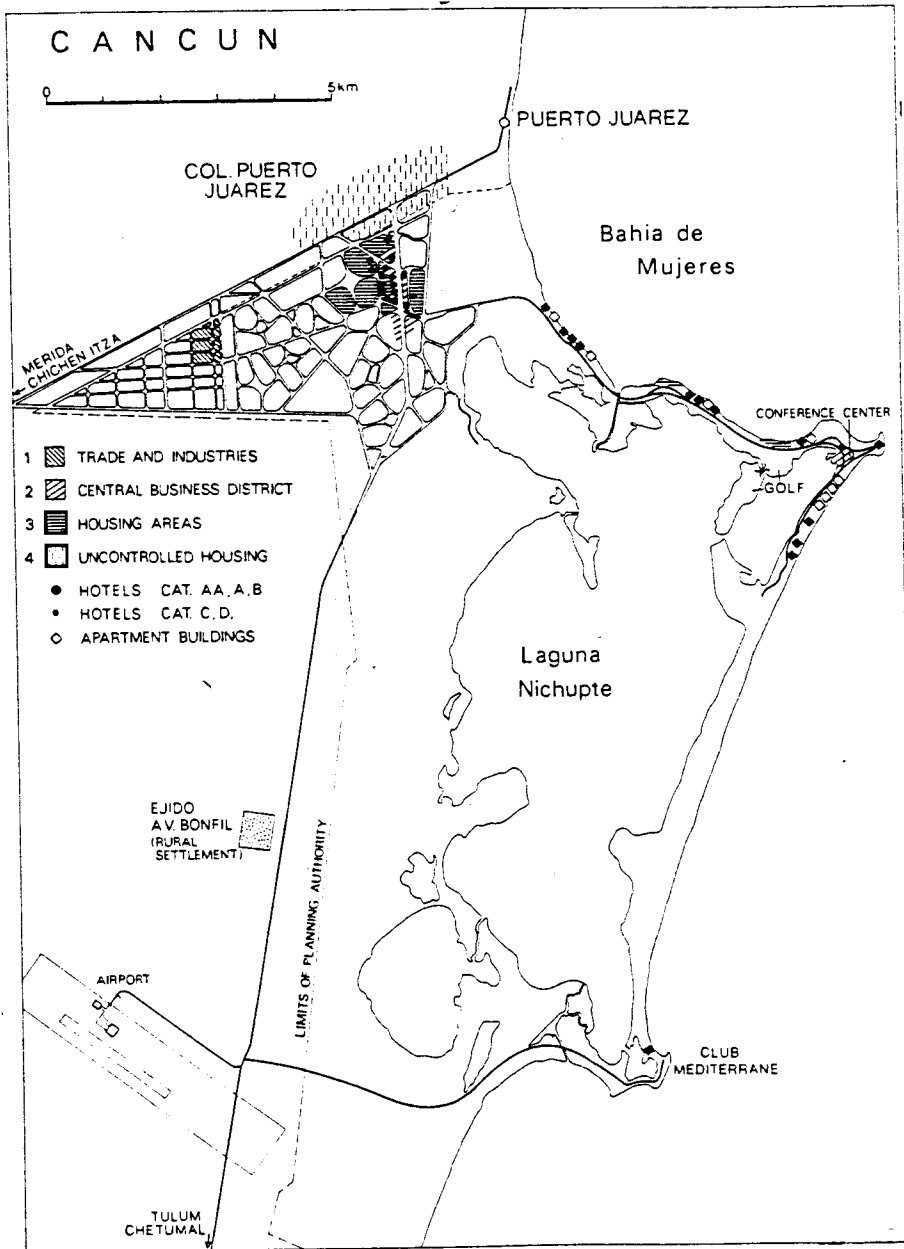 CANCUN
0 5km
PUERTO JUAREZ
COL. PUERTO
JUAREZ
Bahia de
Mujeres
MERIDA
CHICHEN ITZA
CONFERENCE CENTER
GOLF
1 TRADE AND INDUSTRIES
2 CENTRAL BUSINESS DISTRICT
3 HOUSING AREAS
4 UNCONTROLLED HOUSING
HOTELS CAT. AA, A, B
HOTELS CAT. C, D,
APARTMENT BUILDINGS
Laguna
Nichupte
EJIDO
A.V. BONFIL
(RURAL
SETTLEMENT)
LIMITS OF PLANNING AUTHORITY
AIRPORT
CLUB
MEDITERRANE
TULUM
CHETUMAL